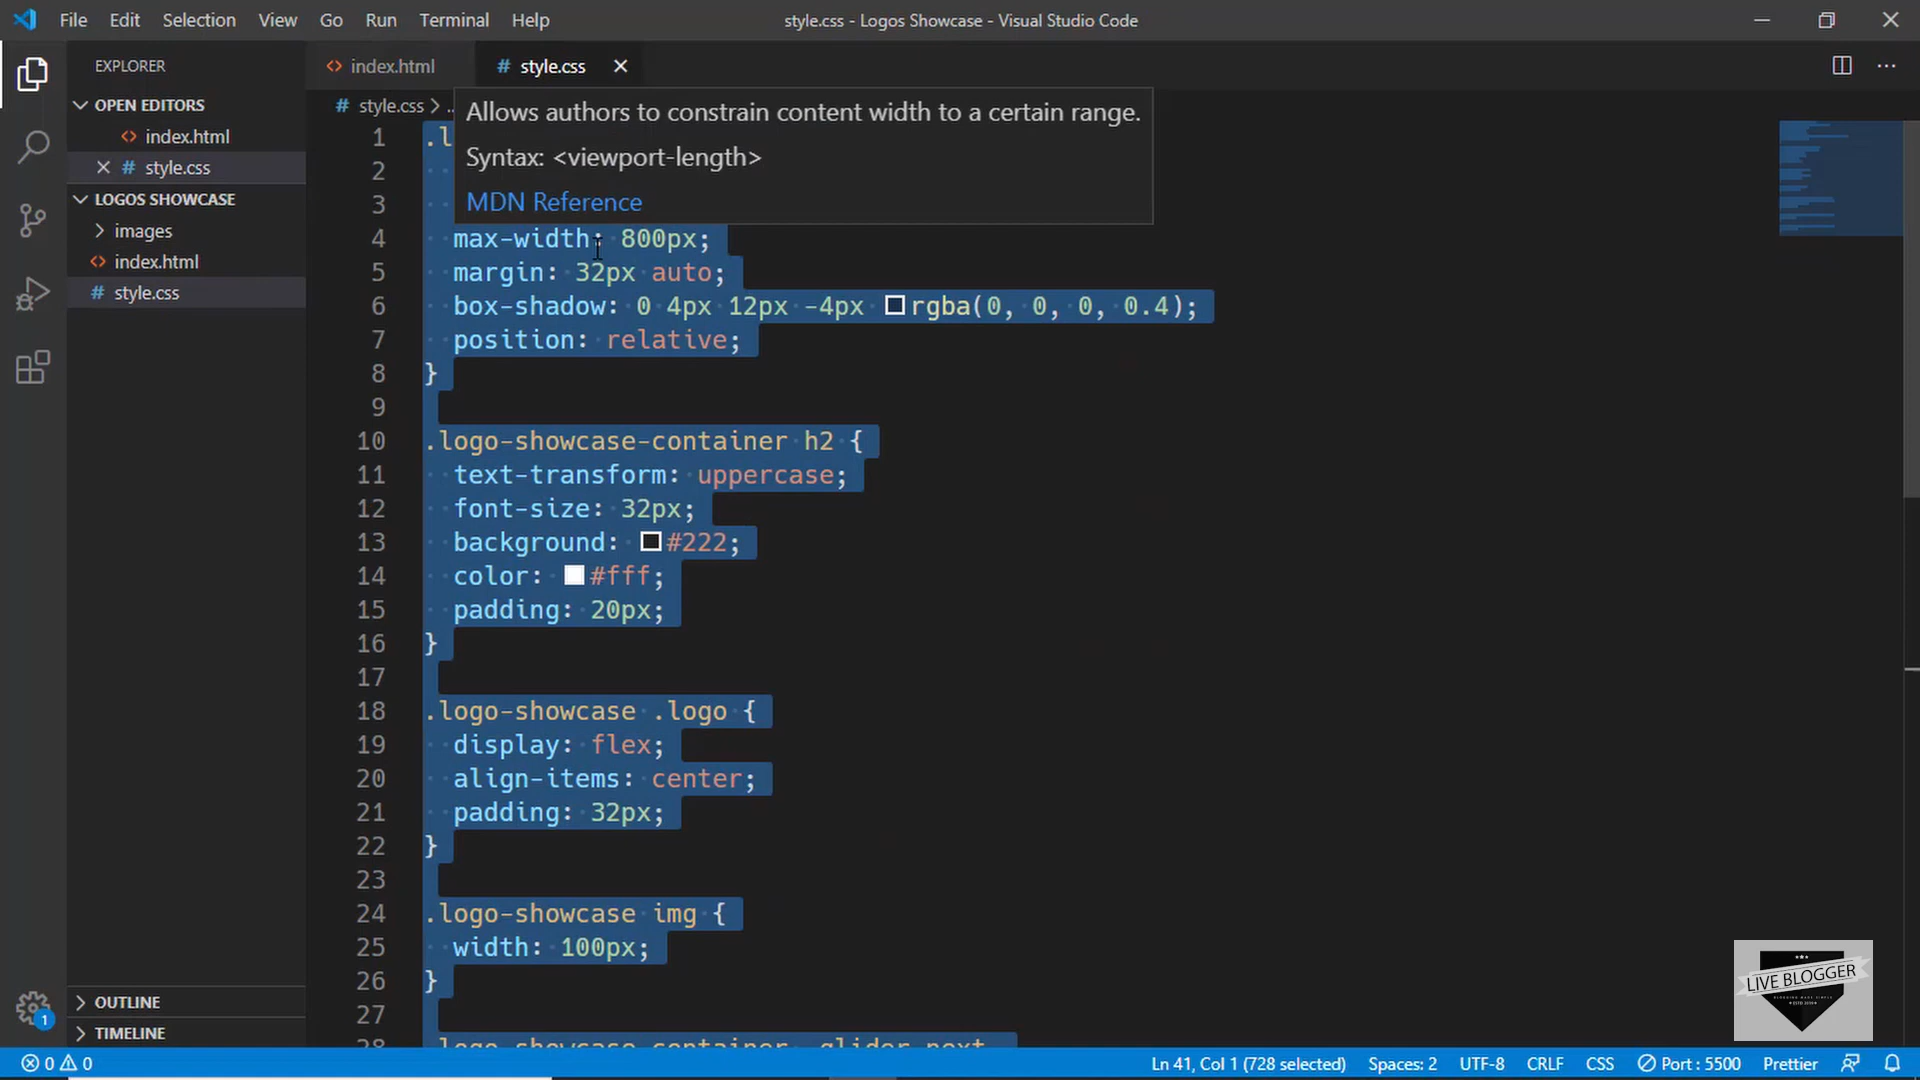 File Edit Selection View Go Run Terminal Help
style.css - Logos Showcase - Visual Studio Code
EXPLORER
OPEN EDITORS
index.html
style.css
LOGOS SHOWCASE
images
index.html
style.css
OUTLINE
TIMELINE
index.html
# style.css
# style.css > ..
Allows authors to constrain content width to a certain range.
Syntax: <viewport-length>
MDN Reference
1 .l
2
3
4 max-width: 800px;
5 margin: 32px auto;
6 box-shadow: 0 4px 12px -4px rgba(0, 0, 0, 0.4);
7 position: relative;
8 }
9
10 .logo-showcase-container h2 {
11 text-transform: uppercase;
12 font-size: 32px;
13 background: #222;
14 color: #fff;
15 padding: 20px;
16 }
17
18 .logo-showcase .logo {
19 display: flex;
20 align-items: center;
21 padding: 32px;
22 }
23
24 .logo-showcase img {
25 width: 100px;
26 }
27
28 .logo-showcase-container .glider-next,
LIVE BLOGGER
1
0 0
Ln 41, Col 1 (728 selected) Spaces: 2 UTF-8 CRLF CSS Port : 5500 Prettier